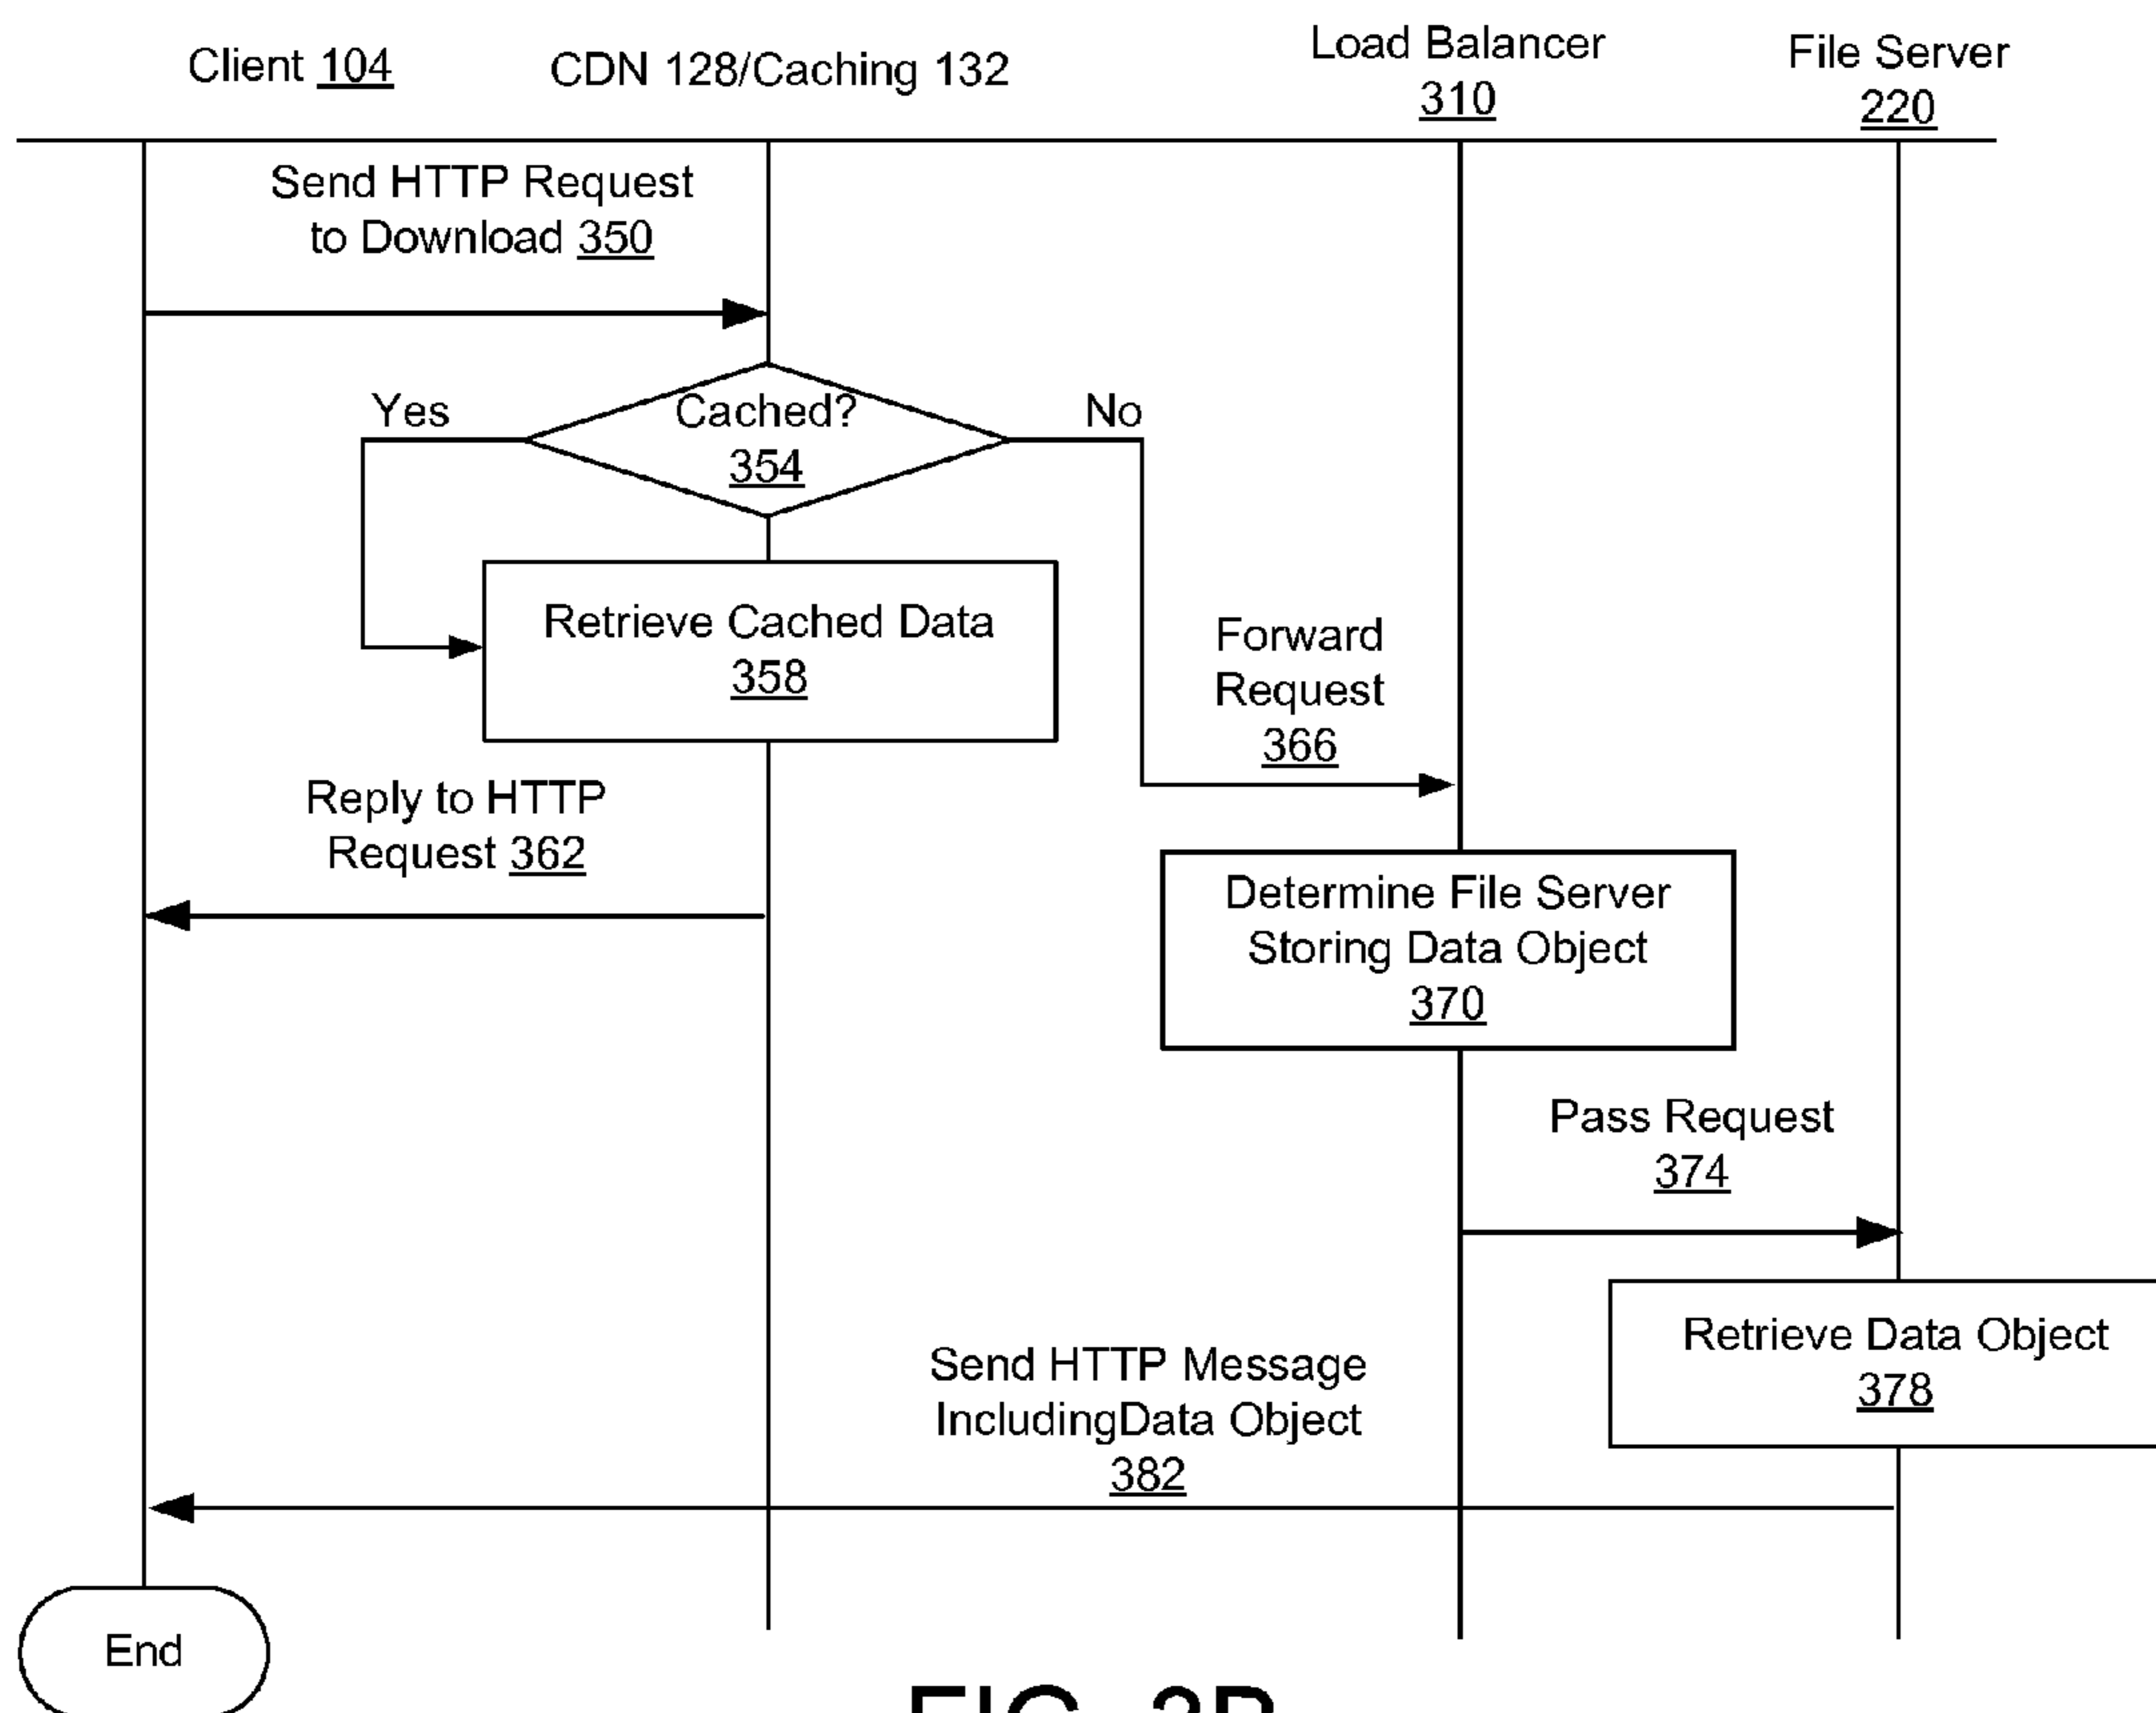 Client 104
CDN 128/Caching 132
Load Balancer
310
File Server
220
Send HTTP Request
to Download 350
Yes
Cached?
354
No
Retrieve Cached Data
358
Forward
Request
366
Reply to HTTP
Request 362
Determine File Server
Storing Data Object
370
Pass Request
374
Retrieve Data Object
378
Send HTTP Message
IncludingData Object
382
End
FIG. 3B